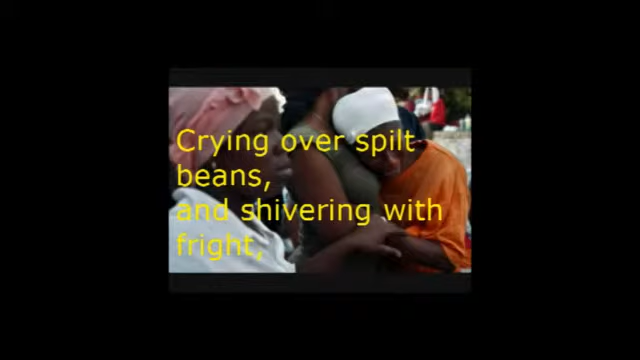 Crying over spilt
beans,
and shivering with
fright,